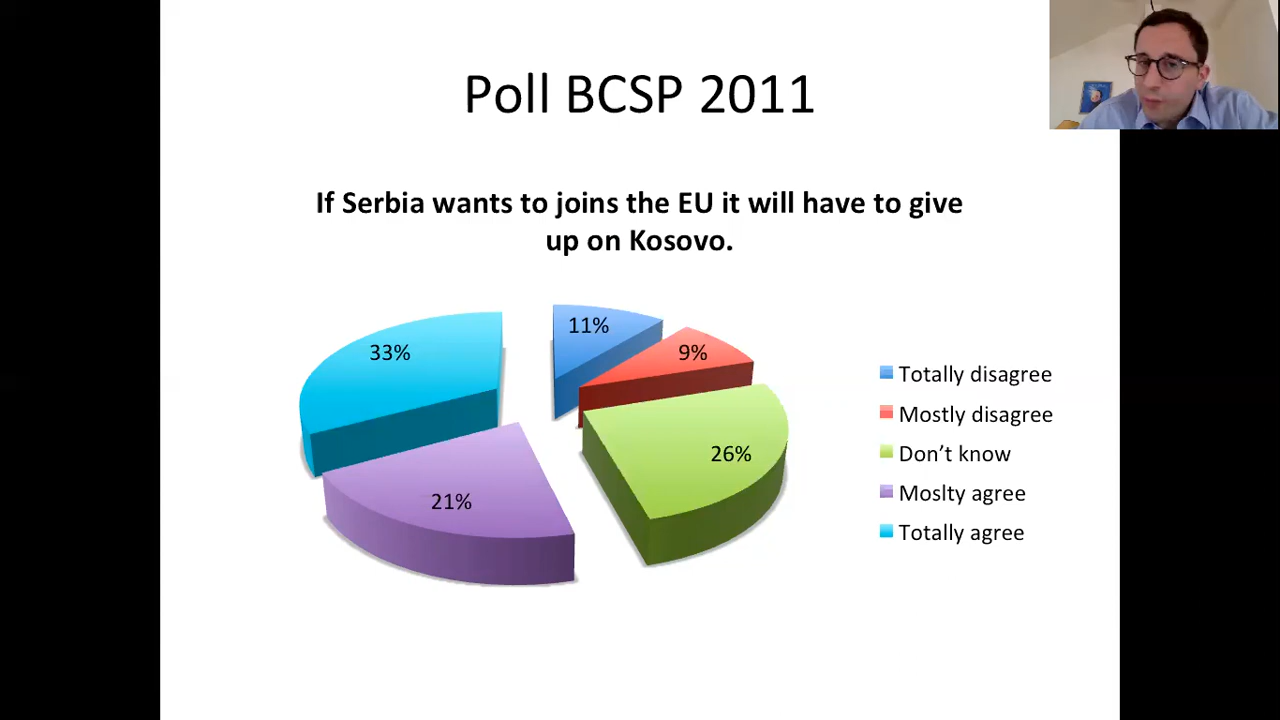 Poll BCSP 2011
If Serbia wants to joins the EU it will have to give
up on Kosovo.
11%
9%
33%
26%
21%
Totally disagree
Mostly disagree
Don’t know
Moslty agree
Totally agree